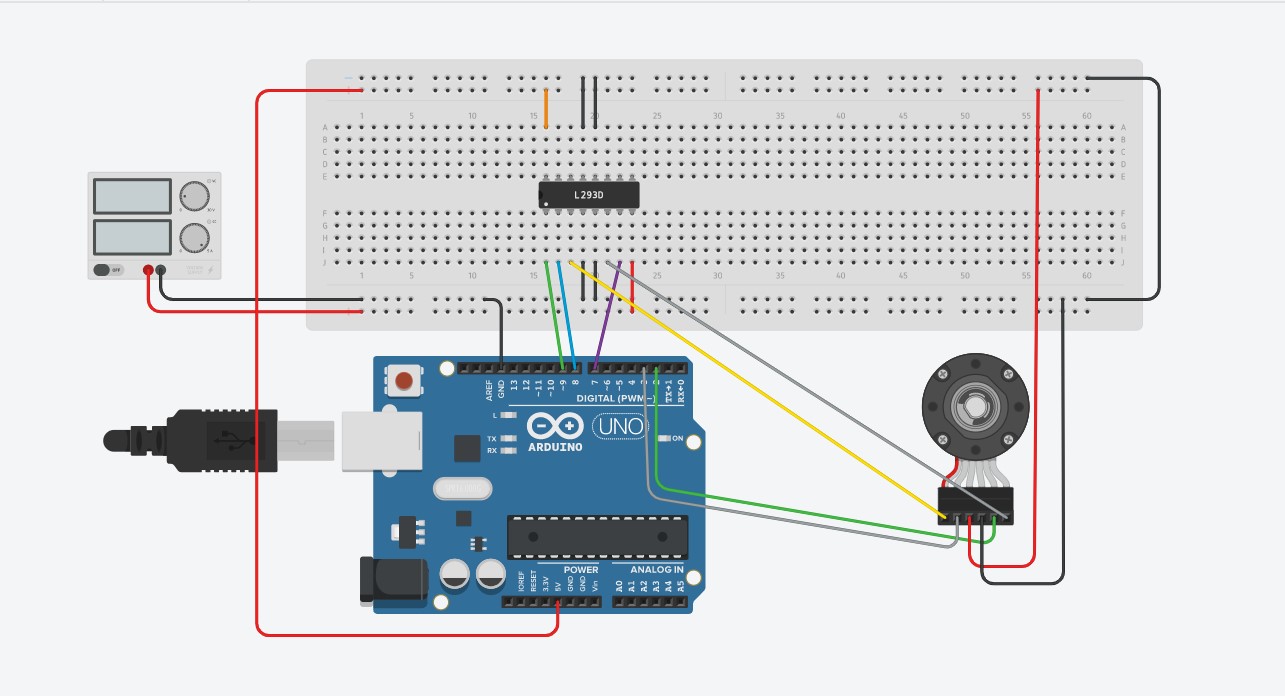 1 5 10 15 20 25 30 35 40 45 50 55 60
A A
B B
C C
D D
E E
L293D
F F
G G
H H
I I
J J
1 5 10 15 20 25 30 35 40 45 50 55 60
OFF
AREF GND 13 12 ~11 ~10 ~9 8 7 ~6 ~5 4 3 2 TX→1 RX←0
DIGITAL (PWM~)
L
TX
RX
UNO
ON
ARDUINO
POWER ANALOG IN
IOREF RESET 3.3V 5V GND GND Vin A0 A1 A2 A3 A4 A5